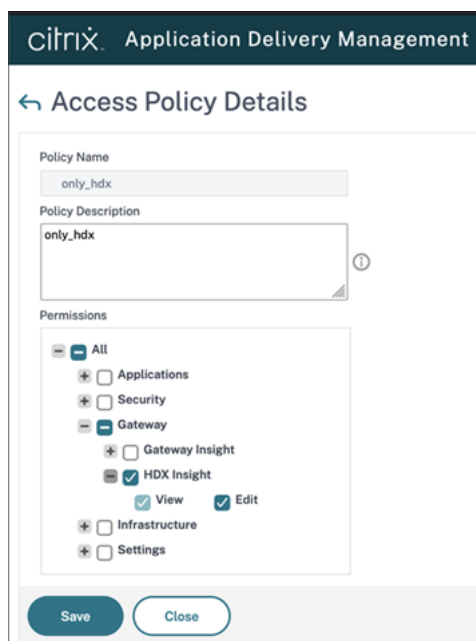 citrix. Application Delivery Management
Access Policy Details
Policy Name
only_hdx
Policy Description
only_hdx
Permissions
All
Applications
Security
Gateway
Gateway Insight
HDX Insight
View Edit
Infrastructure
Settings
Save Close